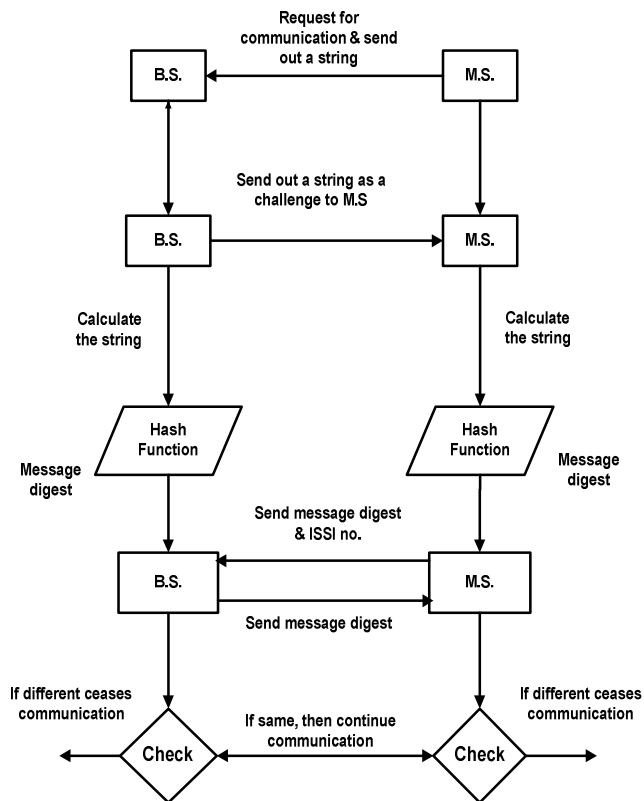 Request for
communication & send
out a string
B.S.
M.S.
Send out a string as a
challenge to M.S
B.S.
M.S.
Calculate
the string
Calculate
the string
Hash
Function
Hash
Function
Message
digest
Message
digest
Send message digest
& ISSI no.
B.S.
M.S.
Send message digest
If different ceases
communication
If different ceases
communication
If same, then continue
communication
Check
Check